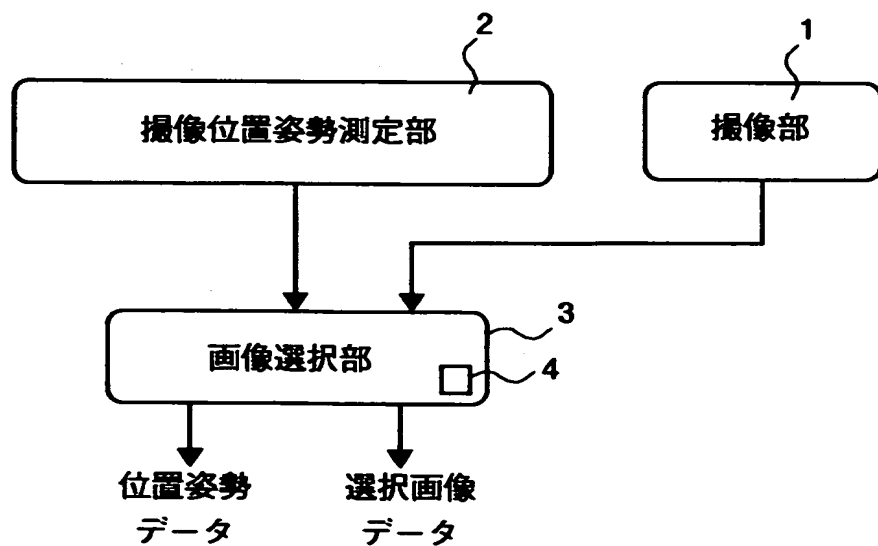 2
1
撮像位置姿勢測定部
撮像部
3
画像選択部
4
位置姿勢
データ
選択画像
データ